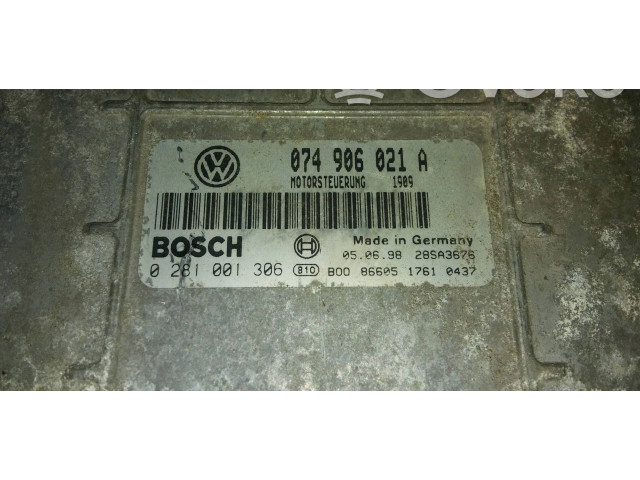 074 906 021 A
MOTORSTEUERUNG 1909
BOSCH
Made in Germany
05.06.98 28SA3676
0 281 001 306 810 B00 86605 1761 0437